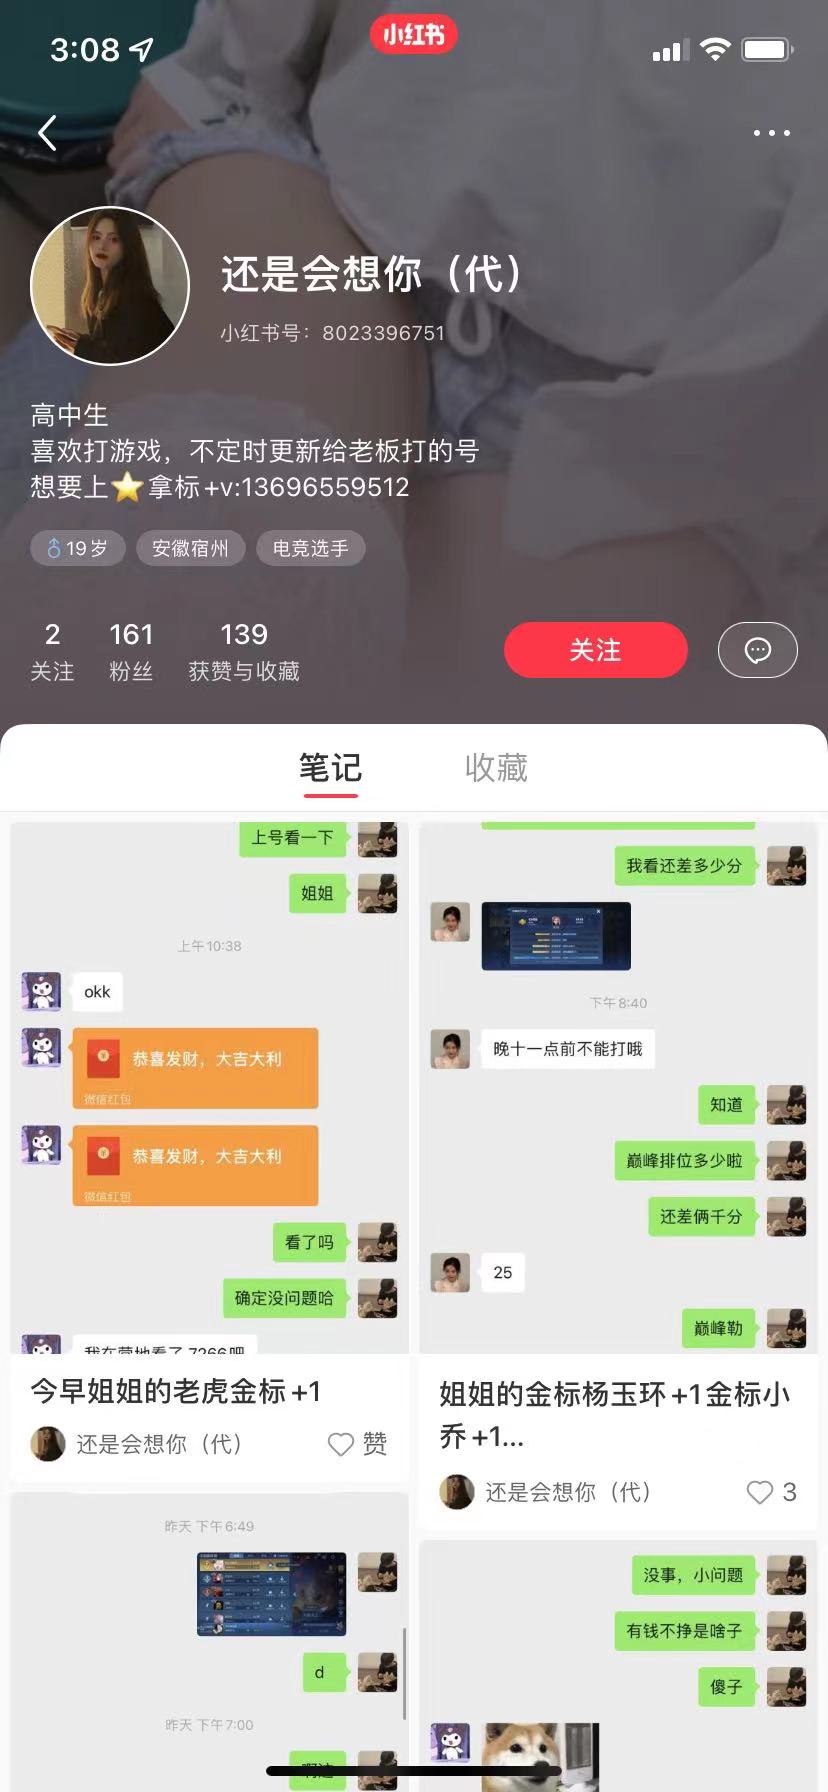 3:08
小红书
还是会想你（代）
小红书号：8023396751
高中生
喜欢打游戏，不定时更新给老板打的号
想要上⭐拿标+v:13696559512
♂19岁
安徽宿州
电竞选手
2
161
139
关注
粉丝
获赞与收藏
关注
笔记
收藏
上号看一下
姐姐
上午10:38
okk
恭喜发财，大吉大利
微信红包
恭喜发财，大吉大利
微信红包
看了吗
确定没问题哈
我在营地看了 7266吧
今早姐姐的老虎金标+1
还是会想你（代）
赞
我看还差多少分
下午8:40
晚十一点前不能打哦
知道
巅峰排位多少啦
还差俩千分
25
巅峰勒
姐姐的金标杨玉环+1金标小
乔+1...
还是会想你（代）
3
昨天 下午6:49
d
昨天 下午7:00
没事，小问题
有钱不挣是啥子
傻子